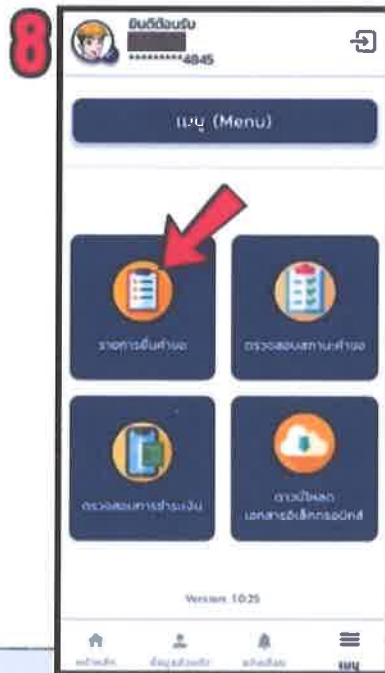 8
ยินดีต้อนรับ
*********4845
เมนู (Menu)
รายการยื่นคำขอ
ตรวจสอบสถานะคำขอ
ตรวจสอบการชำระเงิน
ดาวน์โหลด
เอกสารอิเล็กทรอนิกส์
Version 1.0.25
หน้าหลัก
ข้อมูลส่วนตัว
แจ้งเตือน
เมนู